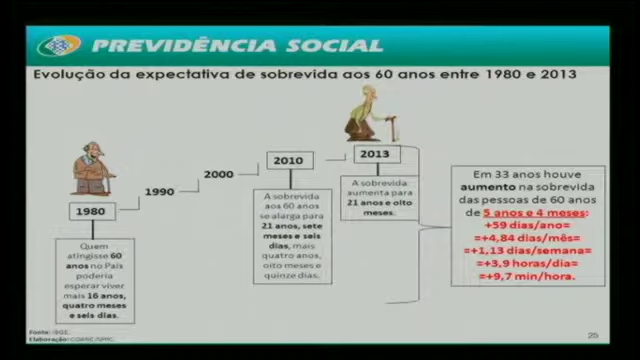 PREVIDÊNCIA SOCIAL
Evolução da expectativa de sobrevida aos 60 anos entre 1980 e 2013
1980
1990
2000
2010
2013
Quem
atingisse 60
anos no País
poderia
esperar viver
mais 16 anos,
quatro meses
e seis dias.
A sobrevida
aos 60 anos
se alarga para
21 anos, sete
meses e seis
dias, mais
quatro anos,
oito meses e
quinze dias.
A sobrevida
aumenta para
21 anos e oito
meses.
Em 33 anos houve
aumento na sobrevida
das pessoas de 60 anos
de 5 anos e 4 meses:
+59 dias/ano=
=+4,84 dias/mês=
=+1,13 dias/semana=
=+3,9 horas/dia=
=+9,7 min/hora.
Fonte: IBGE.
Elaboração:
25